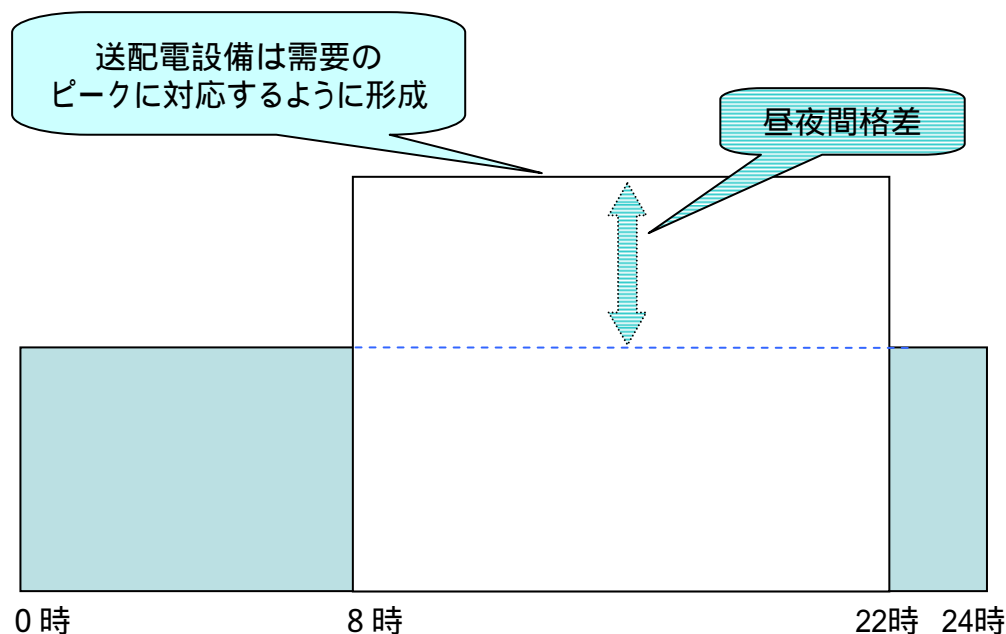 送配電設備は需要の
ピークに対応するように形成
昼夜間格差
0時
8時
22時
24時